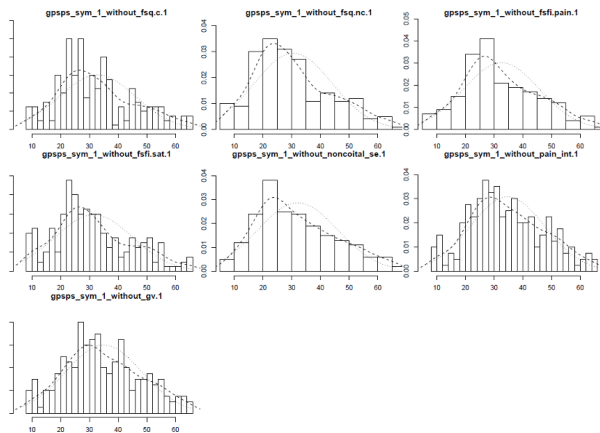 gpsps_sym_1_without_fsq.c.1
gpsps_sym_1_without_fsq.nc.1
gpsps_sym_1_without_fsfi.pain.1
0.00 0.01 0.02 0.03 0.04
0.00 0.01 0.02 0.03 0.04 0.05
10 20 30 40 50 60
10 20 30 40 50 60
10 20 30 40 50 60
gpsps_sym_1_without_fsfi.sat.1
gpsps_sym_1_without_noncoital_se.1
gpsps_sym_1_without_pain_int.1
0.00 0.01 0.02 0.03 0.04
0.00 0.01 0.02 0.03 0.04
10 20 30 40 50 60
10 20 30 40 50 60
10 20 30 40 50 60
gpsps_sym_1_without_gv.1
10 20 30 40 50 60